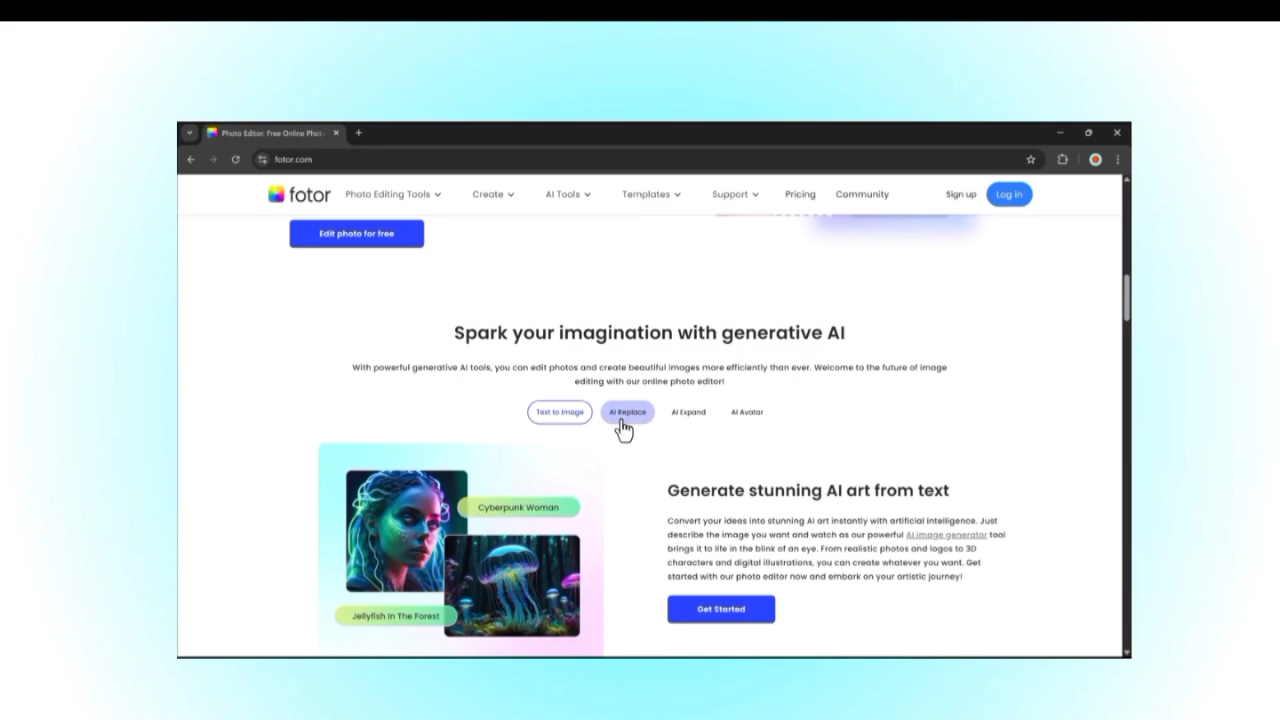 Photo Editor: Free Online Phot
fotor.com
fotor
Photo Editing Tools
Create
AI Tools
Templates
Support
Pricing
Community
Sign up
Log in
Edit photo for free
Spark your imagination with generative AI
With powerful generative AI tools, you can edit photos and create beautiful images more efficiently than ever. Welcome to the future of image
editing with our online photo editor!
Text to Image
AI Replace
AI Expand
AI Avatar
Cyberpunk Woman
Jellyfish In The Forest
Generate stunning AI art from text
Convert your ideas into stunning AI art instantly with artificial intelligence. Just
describe the image you want and watch as our powerful AI image generator tool
brings it to life in the blink of an eye. From realistic photos and logos to 3D
characters and digital illustrations, you can create whatever you want. Get
started with our photo editor now and embark on your artistic journey!
Get Started